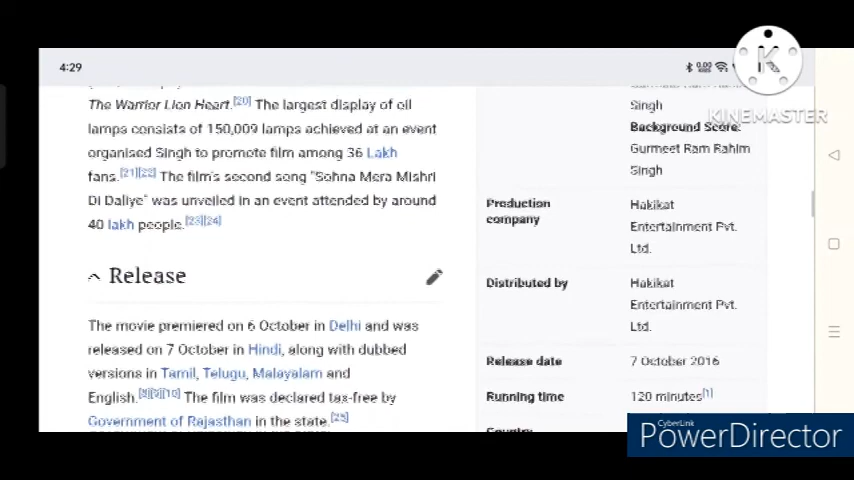 4:29
KINEMASTER
The Warrior Lion Heart.[20] The largest display of oil
lamps consists of 150,009 lamps achieved at an event
organised Singh to promote film among 36 Lakh
fans.[21][22] The film's second song "Sohna Mera Mishri
Di Daliye" was unveiled in an event attended by around
40 lakh people.[23][24]
Release
The movie premiered on 6 October in Delhi and was
released on 7 October in Hindi, along with dubbed
versions in Tamil, Telugu, Malayalam and
English.[8][9][10] The film was declared tax-free by
Government of Rajasthan in the state.[25]
Singh
Background Score:
Gurmeet Ram Rahim
Singh
Production
company
Hakikat
Entertainment Pvt.
Ltd.
Distributed by
Hakikat
Entertainment Pvt.
Ltd.
Release date
7 October 2016
Running time
120 minutes[1]
CyberLink
PowerDirector